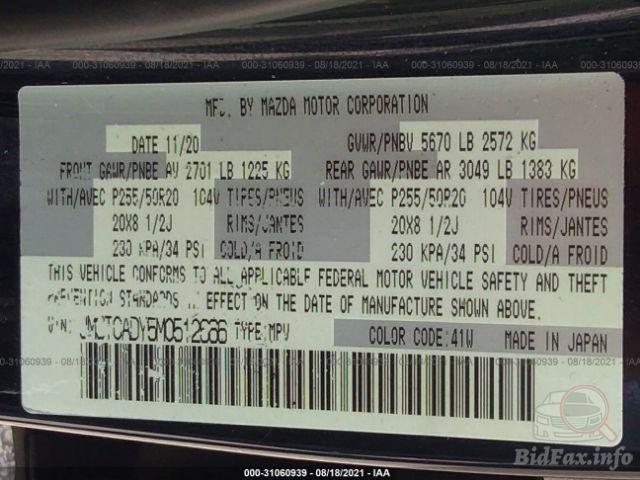 000-31060939 - 08/18/2021 - IAA
MFD. BY MAZDA MOTOR CORPORATION
DATE 11/20
GVWR/PNBV 5670 LB 2572 KG
FRONT GAWR/PNBE AV 2701 LB 1225 KG
REAR GAWR/PNBE AR 3049 LB 1383 KG
WITH/AVEC P255/50R20 104V TIRES/PNEUS
WITH/AVEC P255/50R20 104V TIRES/PNEUS
20X8 1/2J RIMS/JANTES
20X8 1/2J RIMS/JANTES
230 KPA/34 PSI COLD/A FROID
230 KPA/34 PSI COLD/A FROID
THIS VEHICLE CONFORMS TO ALL APPLICABLE FEDERAL MOTOR VEHICLE SAFETY AND THEFT
PREVENTION STANDARDS IN EFFECT ON THE DATE OF MANUFACTURE SHOWN ABOVE.
TYPE:MPV
COLOR CODE:41W MADE IN JAPAN
BidFax.info
000-31060939 - 08/18/2021 - IAA